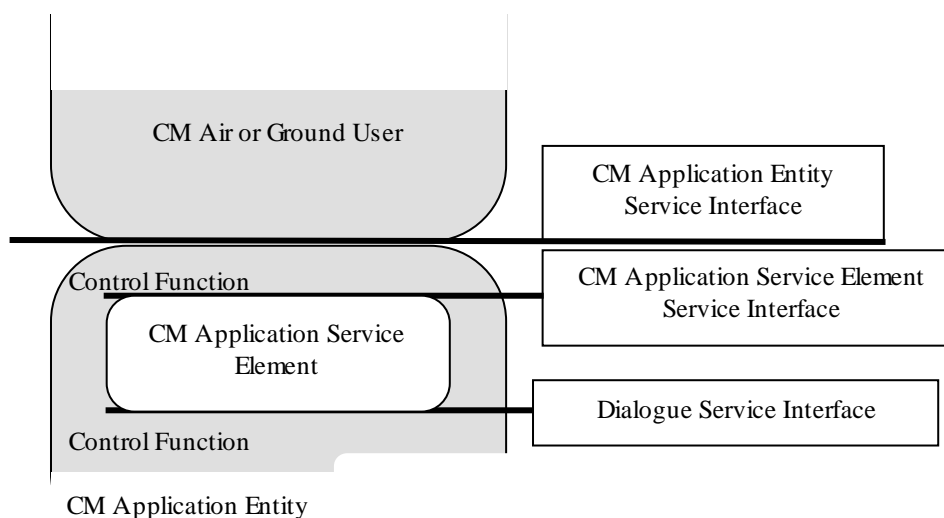 CM Air or Ground User
CM Application Entity
Service Interface
Control Function
CM Application Service Element
Service Interface
CM Application Service
Element
Dialogue Service Interface
Control Function
CM Application Entity